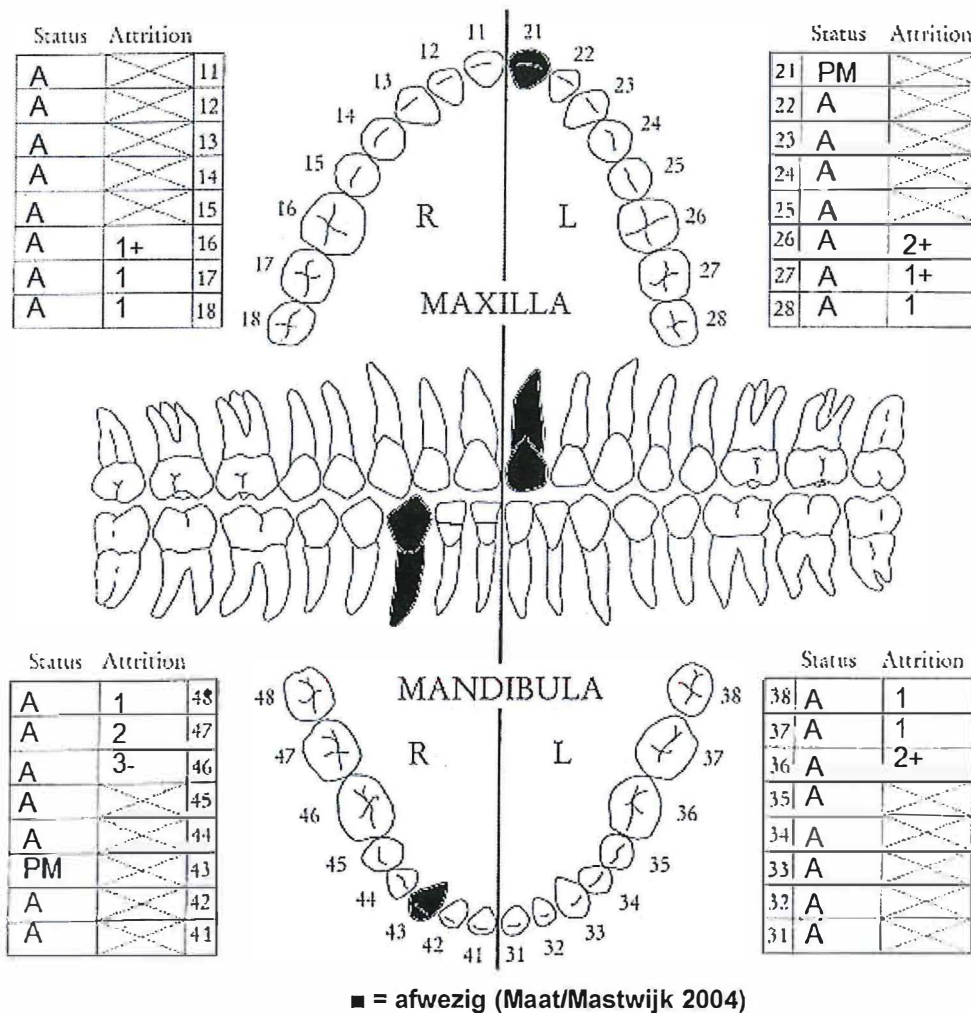 Status Attrition
A 11
A 12
A 13
A 14
A 15
A 1+ 16
A 1 17
A 1 18
11
12
13
14
15
16
17
18
R
21
22
23
24
25
26
27
28
L
MAXILLA
Status Attrition
21 PM
22 A
23 A
24 A
25 A
26 A 2+
27 A 1+
28 A 1
Status Attrition
A 1 48
A 2 47
A 3- 46
A 45
A 44
PM 43
A 42
A 41
MANDIBULA
48
47
46
45
44
43
42
41
R
38
37
36
35
34
33
32
31
L
Status Attrition
38 A 1
37 A 1
36 A 2+
35 A
34 A
33 A
32 A
31 A
■ = afwezig (Maat/Mastwijk 2004)